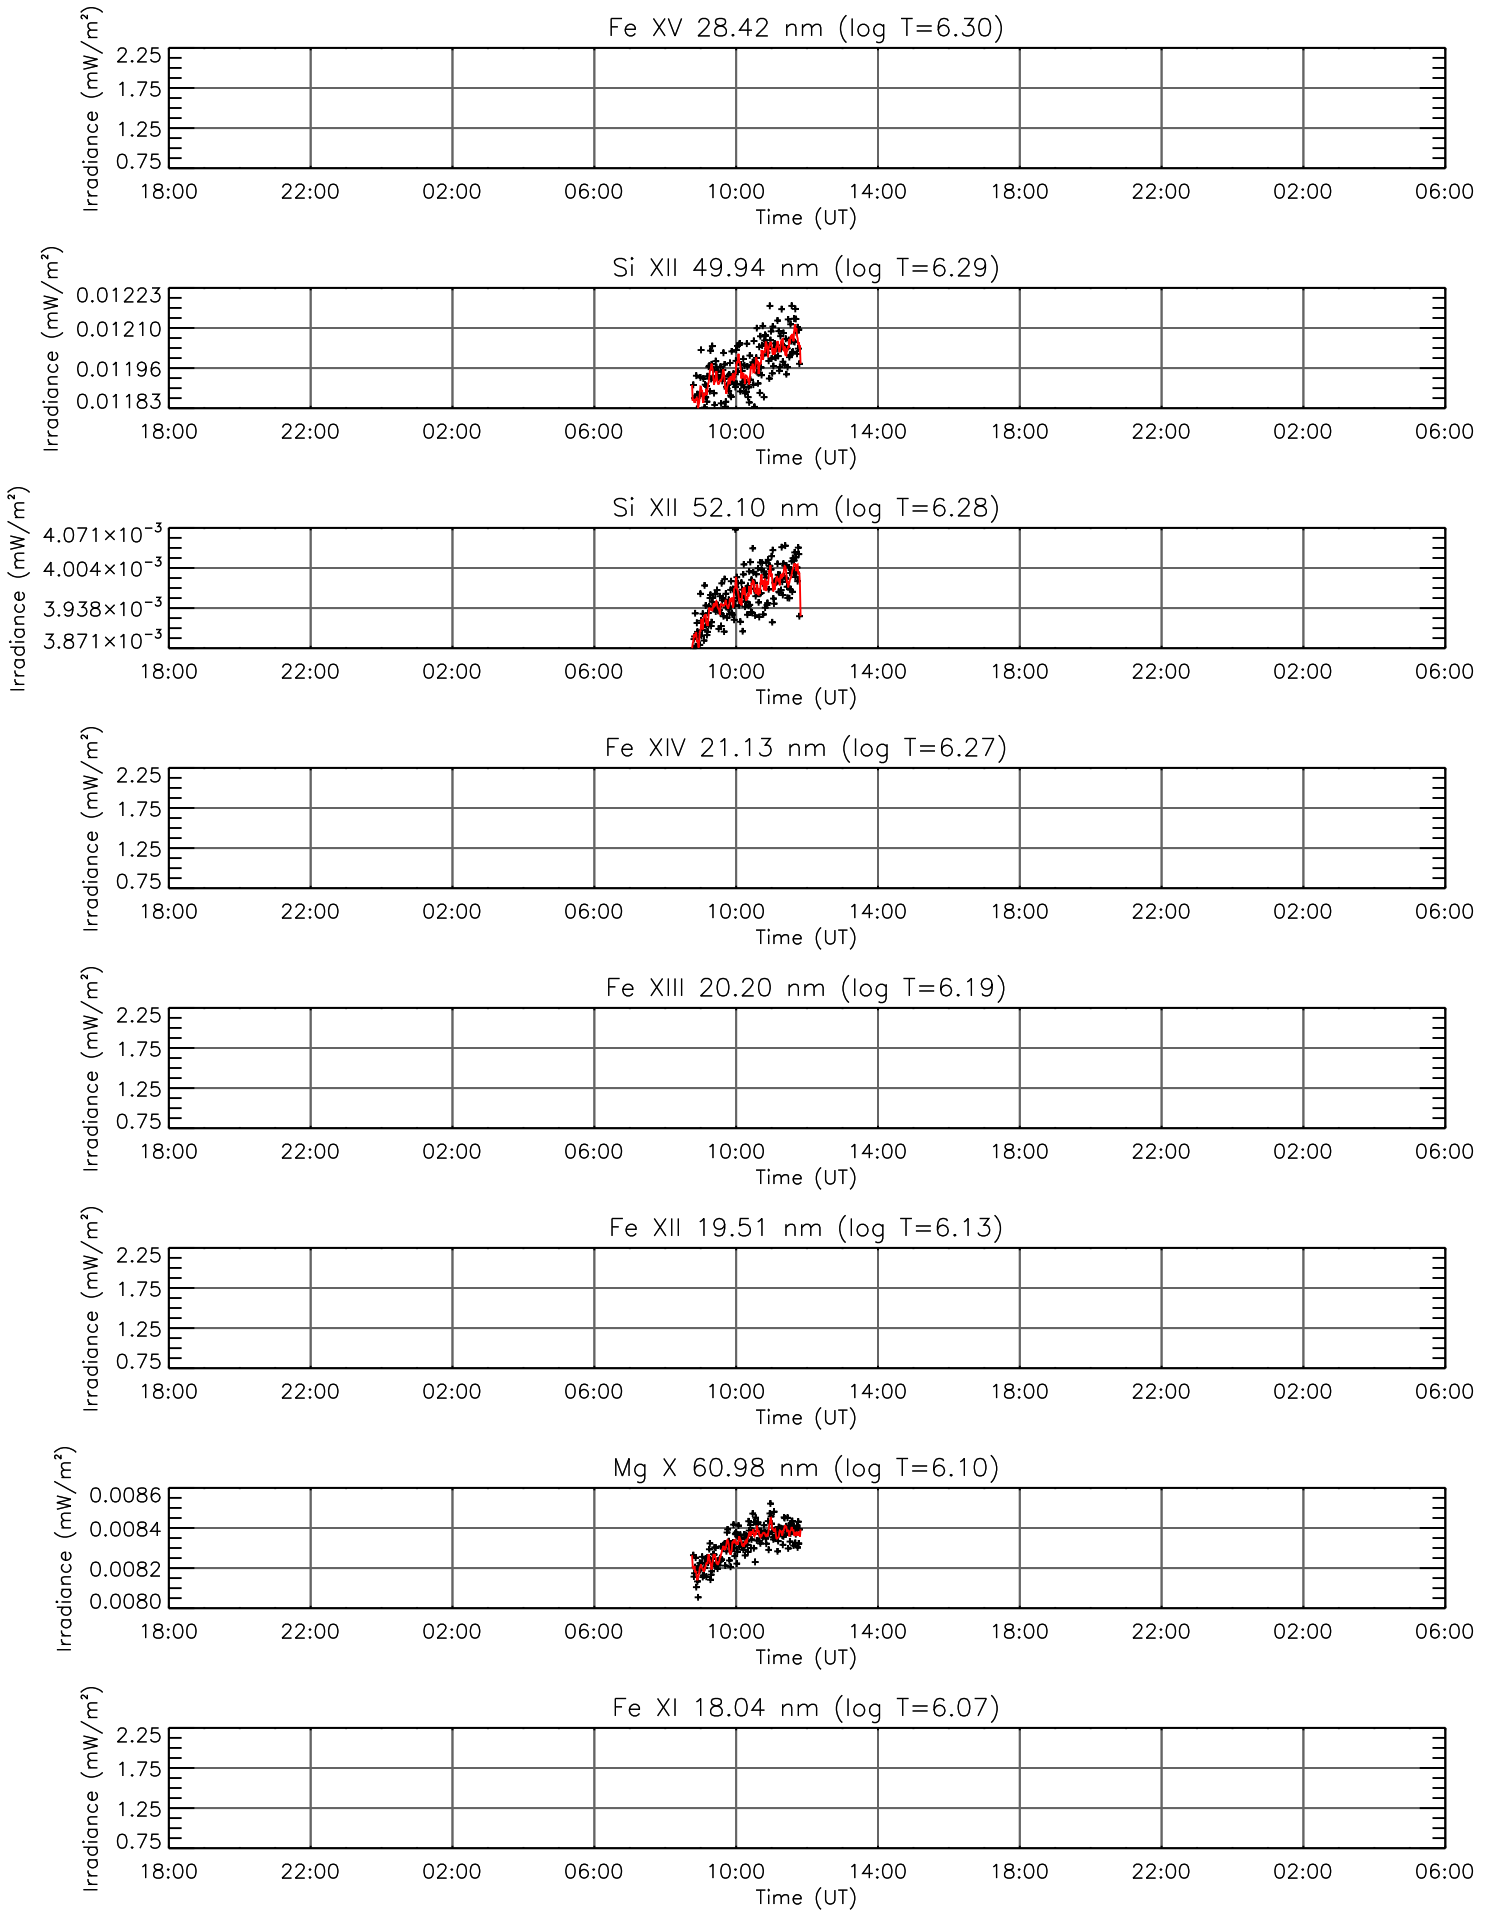 Fe XV 28.42 nm (log T=6.30)
Irradiance (mW/m²)
2.25
1.75
1.25
0.75
18:00 22:00 02:00 06:00 10:00 14:00 18:00 22:00 02:00 06:00
Time (UT)
Si XII 49.94 nm (log T=6.29)
Irradiance (mW/m²)
0.01223
0.01210
0.01196
0.01183
18:00 22:00 02:00 06:00 10:00 14:00 18:00 22:00 02:00 06:00
Time (UT)
Si XII 52.10 nm (log T=6.28)
Irradiance (mW/m²)
4.071×10⁻³
4.004×10⁻³
3.938×10⁻³
3.871×10⁻³
18:00 22:00 02:00 06:00 10:00 14:00 18:00 22:00 02:00 06:00
Time (UT)
Fe XIV 21.13 nm (log T=6.27)
Irradiance (mW/m²)
2.25
1.75
1.25
0.75
18:00 22:00 02:00 06:00 10:00 14:00 18:00 22:00 02:00 06:00
Time (UT)
Fe XIII 20.20 nm (log T=6.19)
Irradiance (mW/m²)
2.25
1.75
1.25
0.75
18:00 22:00 02:00 06:00 10:00 14:00 18:00 22:00 02:00 06:00
Time (UT)
Fe XII 19.51 nm (log T=6.13)
Irradiance (mW/m²)
2.25
1.75
1.25
0.75
18:00 22:00 02:00 06:00 10:00 14:00 18:00 22:00 02:00 06:00
Time (UT)
Mg X 60.98 nm (log T=6.10)
Irradiance (mW/m²)
0.0086
0.0084
0.0082
0.0080
18:00 22:00 02:00 06:00 10:00 14:00 18:00 22:00 02:00 06:00
Time (UT)
Fe XI 18.04 nm (log T=6.07)
Irradiance (mW/m²)
2.25
1.75
1.25
0.75
18:00 22:00 02:00 06:00 10:00 14:00 18:00 22:00 02:00 06:00
Time (UT)